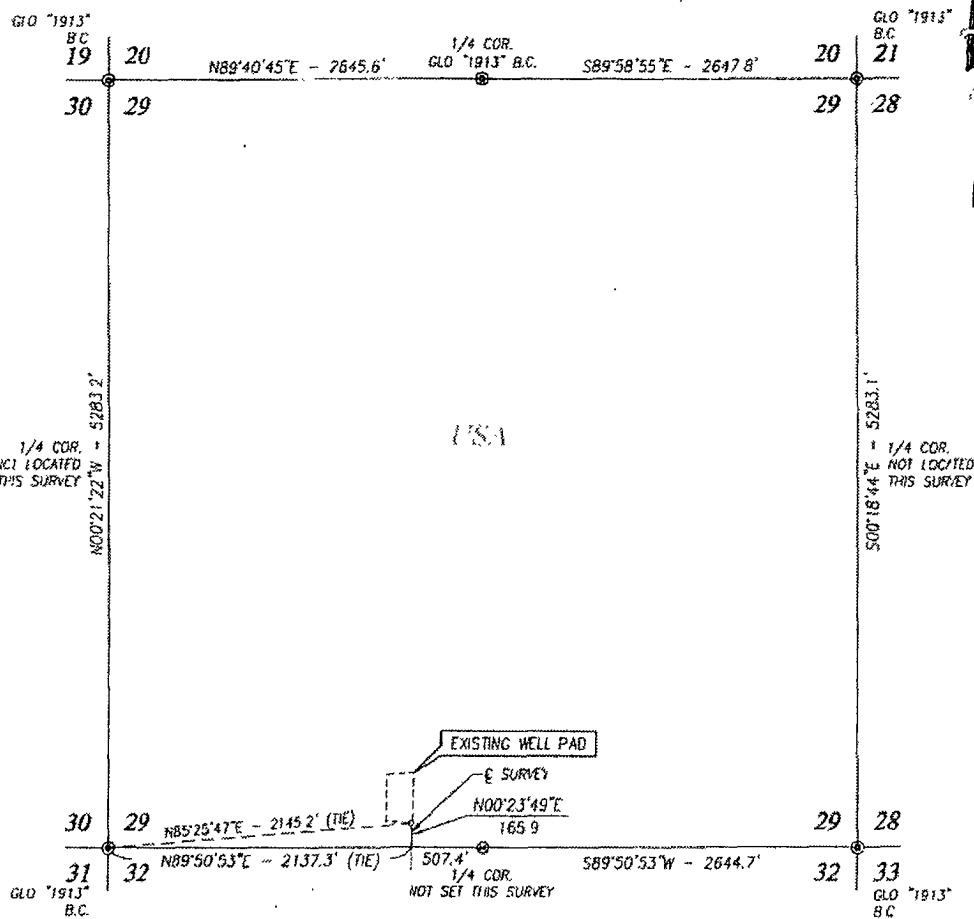 GLO "1913"
B.C
19 20
30 29
N89°40'45"E - 2645.6'
1/4 COR.
GLO "1913" B.C.
S89°58'55"E - 2647.8'
GLO "1913"
B.C
20 21
29 28
N00°21'22"W - 5283.2'
1/4 COR.
LOCATED
THIS SURVEY
USA
S00°18'44"E - 5283.1'
1/4 COR.
NOT LOCATED
THIS SURVEY
EXISTING WELL PAD
℄ SURVEY
N00°23'49"E
165.9
N85°25'47"E - 2145.2' (TIE)
N89°50'53"E - 2137.3' (TIE)
507.4'
1/4 COR.
NOT SET THIS SURVEY
S89°50'53"W - 2644.7'
30 29
31 32
GLO "1913"
B.C.
29 28
32 33
GLO "1913"
B C